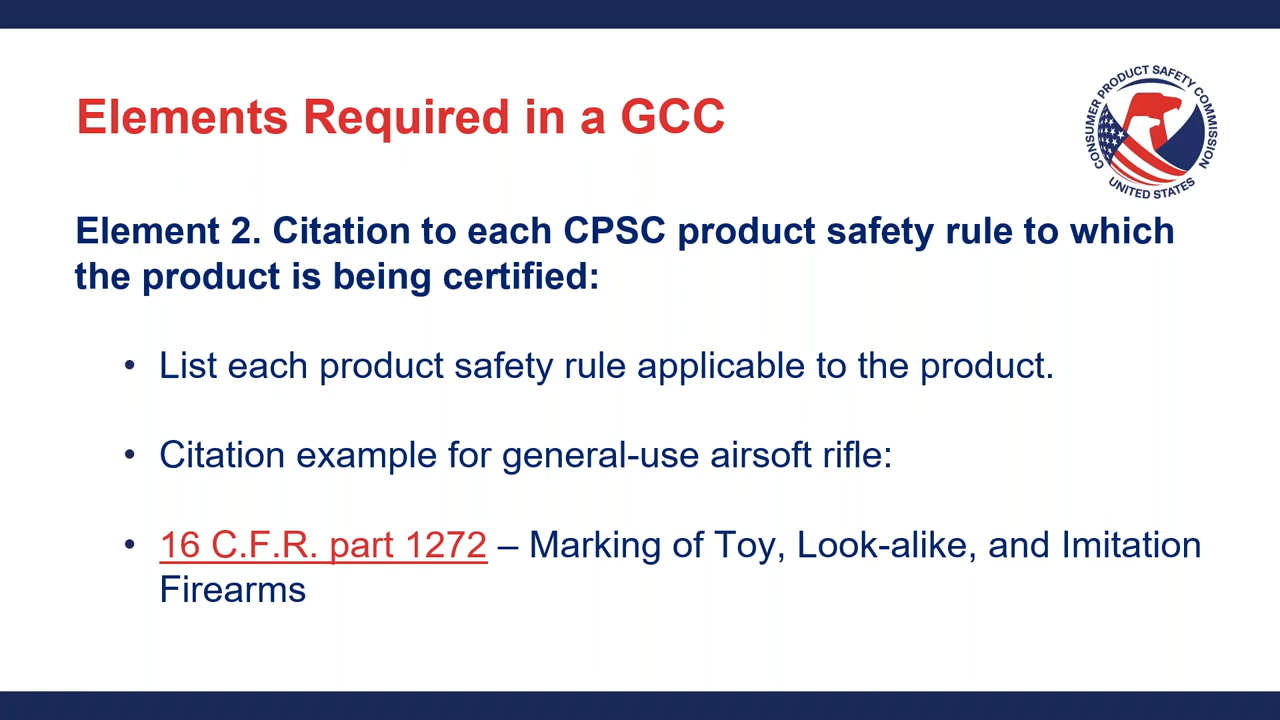 Elements Required in a GCC
CONSUMER PRODUCT SAFETY COMMISSION
UNITED STATES
Element 2. Citation to each CPSC product safety rule to which
the product is being certified:
• List each product safety rule applicable to the product.
• Citation example for general-use airsoft rifle:
• 16 C.F.R. part 1272 – Marking of Toy, Look-alike, and Imitation
Firearms